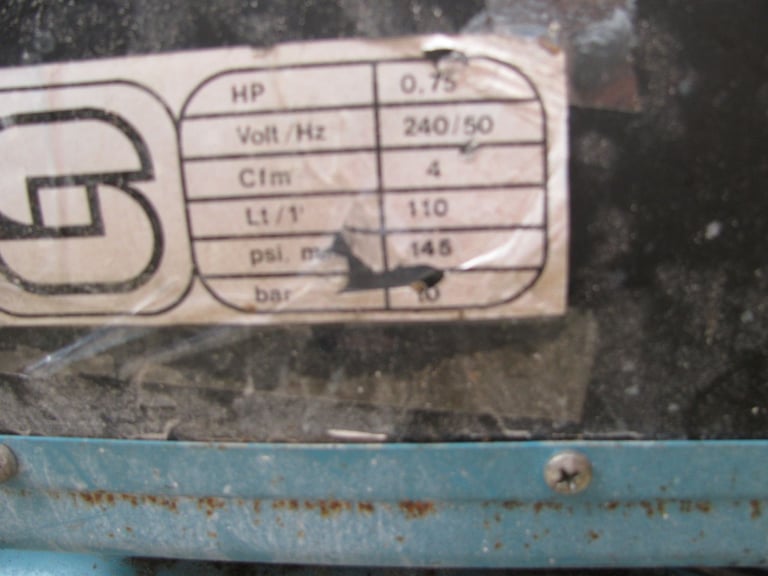 HP 0,75
Volt/Hz 240/50
Cfm 4
Lt/1' 110
psi. 145
bar 10